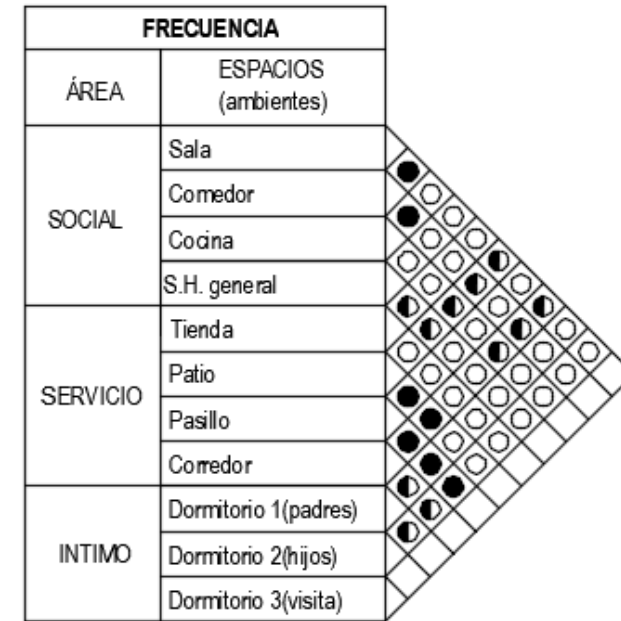 FRECUENCIA
ÁREA
ESPACIOS
(ambientes)
SOCIAL
Sala
Comedor
Cocina
S.H. general
SERVICIO
Tienda
Patio
Pasillo
Corredor
INTIMO
Dormitorio 1(padres)
Dormitorio 2(hijos)
Dormitorio 3(visita)